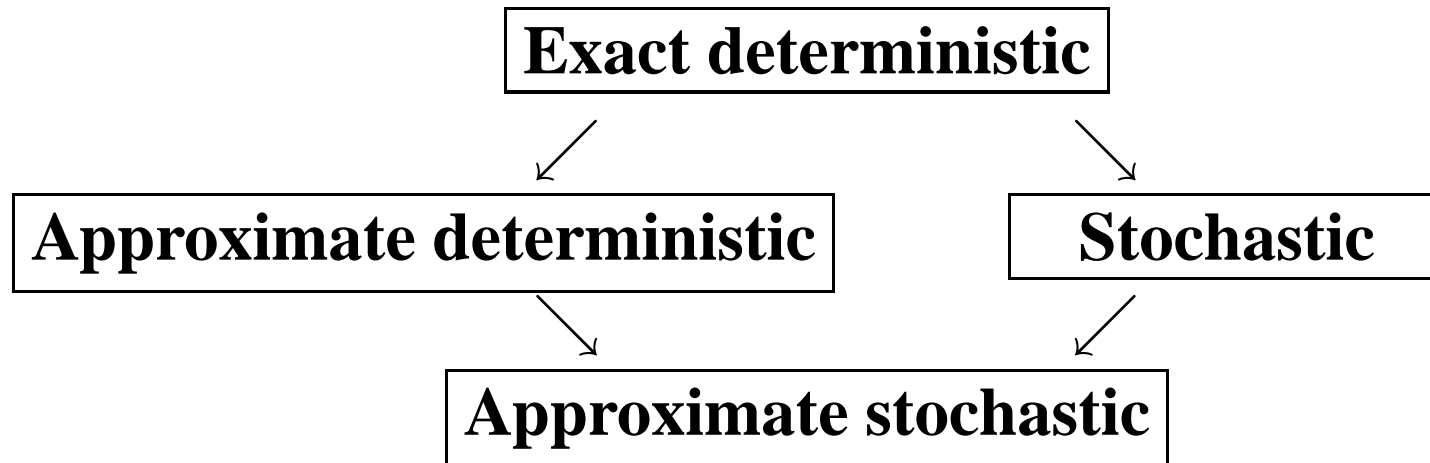 Exact deterministic
Approximate deterministic
Stochastic
Approximate stochastic